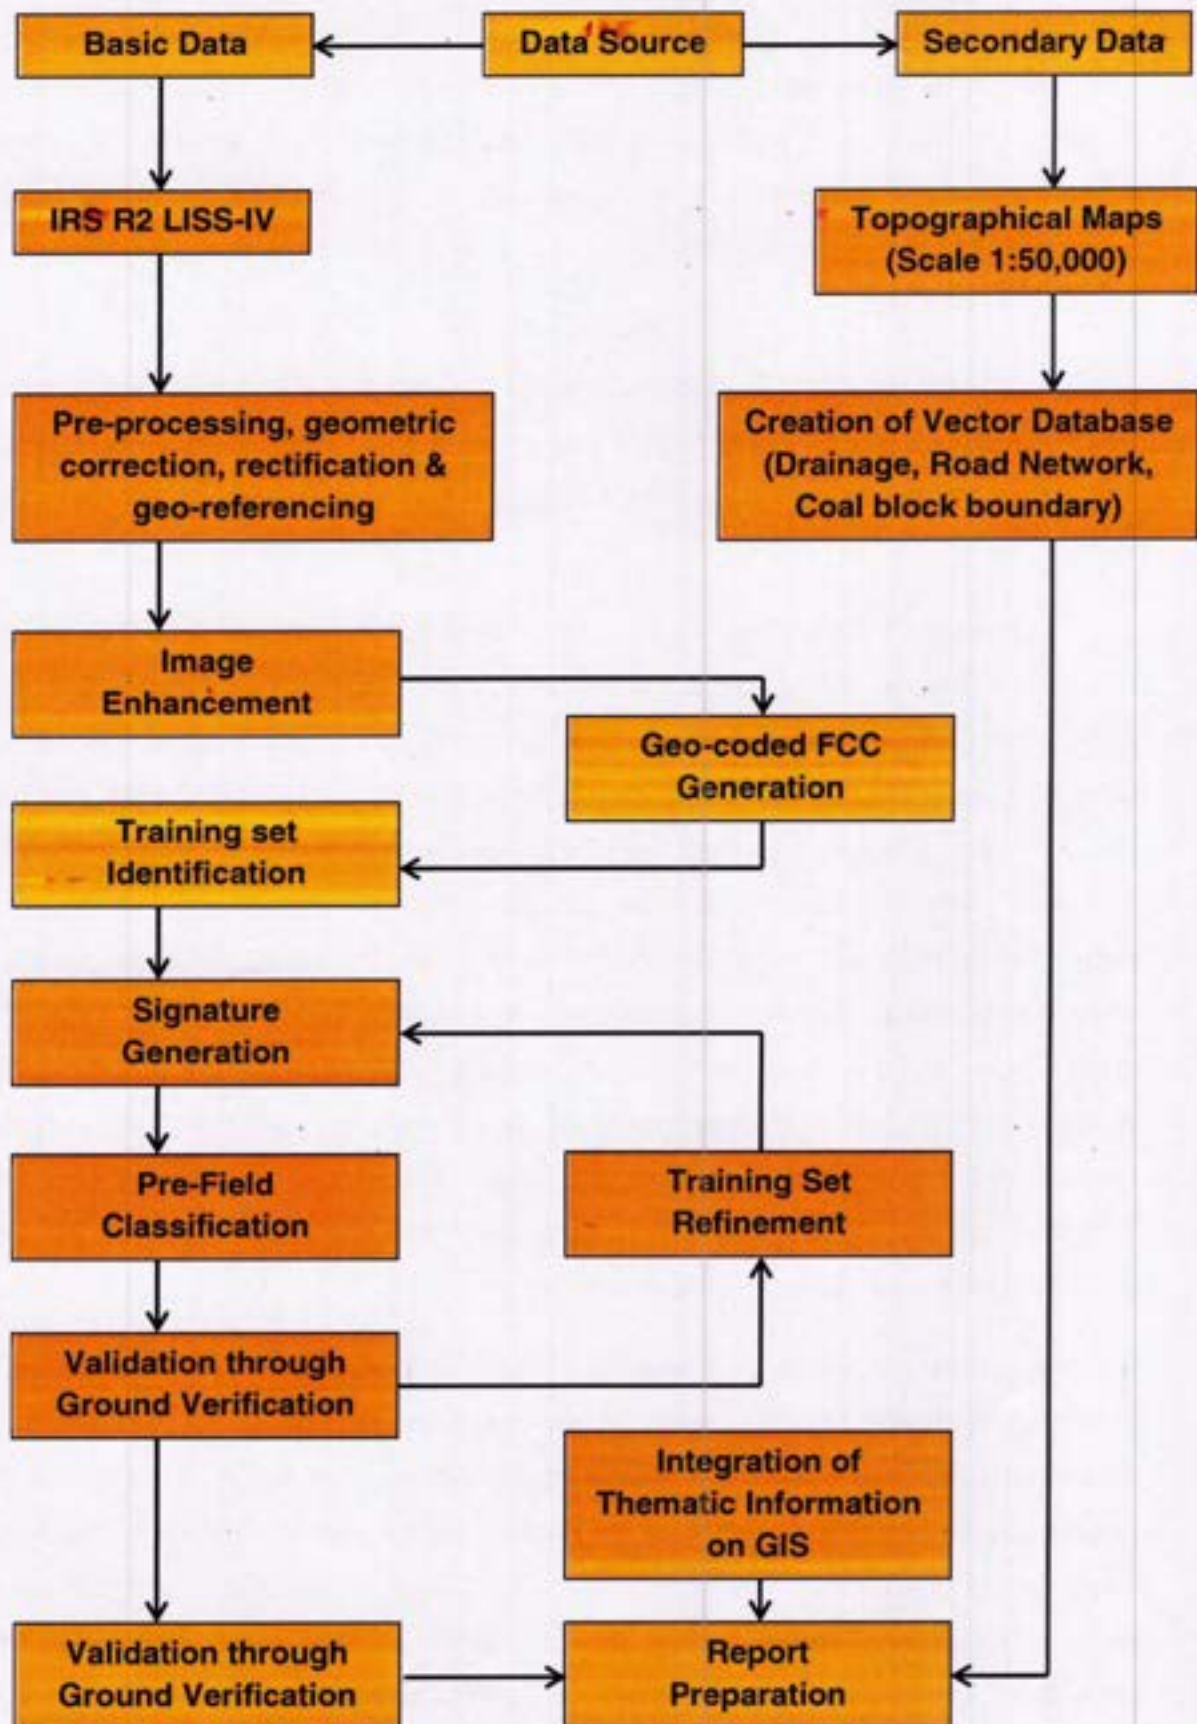 Basic Data
Data Source
Secondary Data
IRS R2 LISS-IV
Topographical Maps
(Scale 1:50,000)
Pre-processing, geometric
correction, rectification &
geo-referencing
Creation of Vector Database
(Drainage, Road Network,
Coal block boundary)
Image
Enhancement
Geo-coded FCC
Generation
Training set
Identification
Signature
Generation
Pre-Field
Classification
Training Set
Refinement
Validation through
Ground Verification
Integration of
Thematic Information
on GIS
Validation through
Ground Verification
Report
Preparation